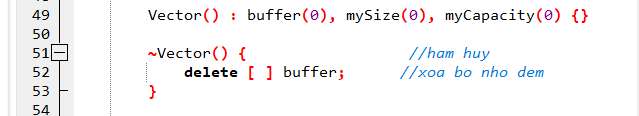 49 Vector() : buffer(0), mySize(0), myCapacity(0) {}
50
51 ~Vector() { //ham huy
52 delete [ ] buffer; //xoa bo nho dem
53 }
54